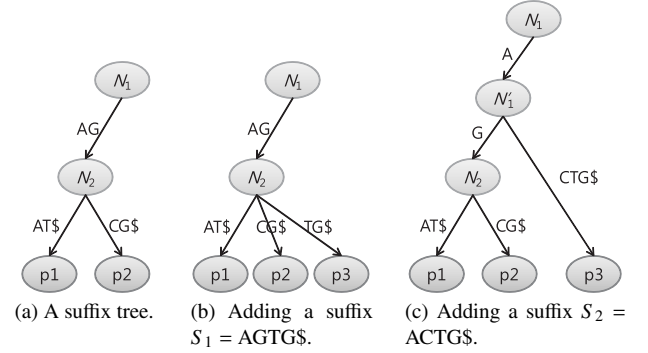 N₁
N₁
N₁
A
N′₁
AG
AG
G
N₂
N₂
N₂
CTG$
AT$
CG$
AT$
CG$
TG$
AT$
CG$
p1
p2
p1
p2
p3
p1
p2
p3
(a) A suffix tree.
(b) Adding a suffix
S₁ = AGTG$.
(c) Adding a suffix S₂ =
ACTG$.